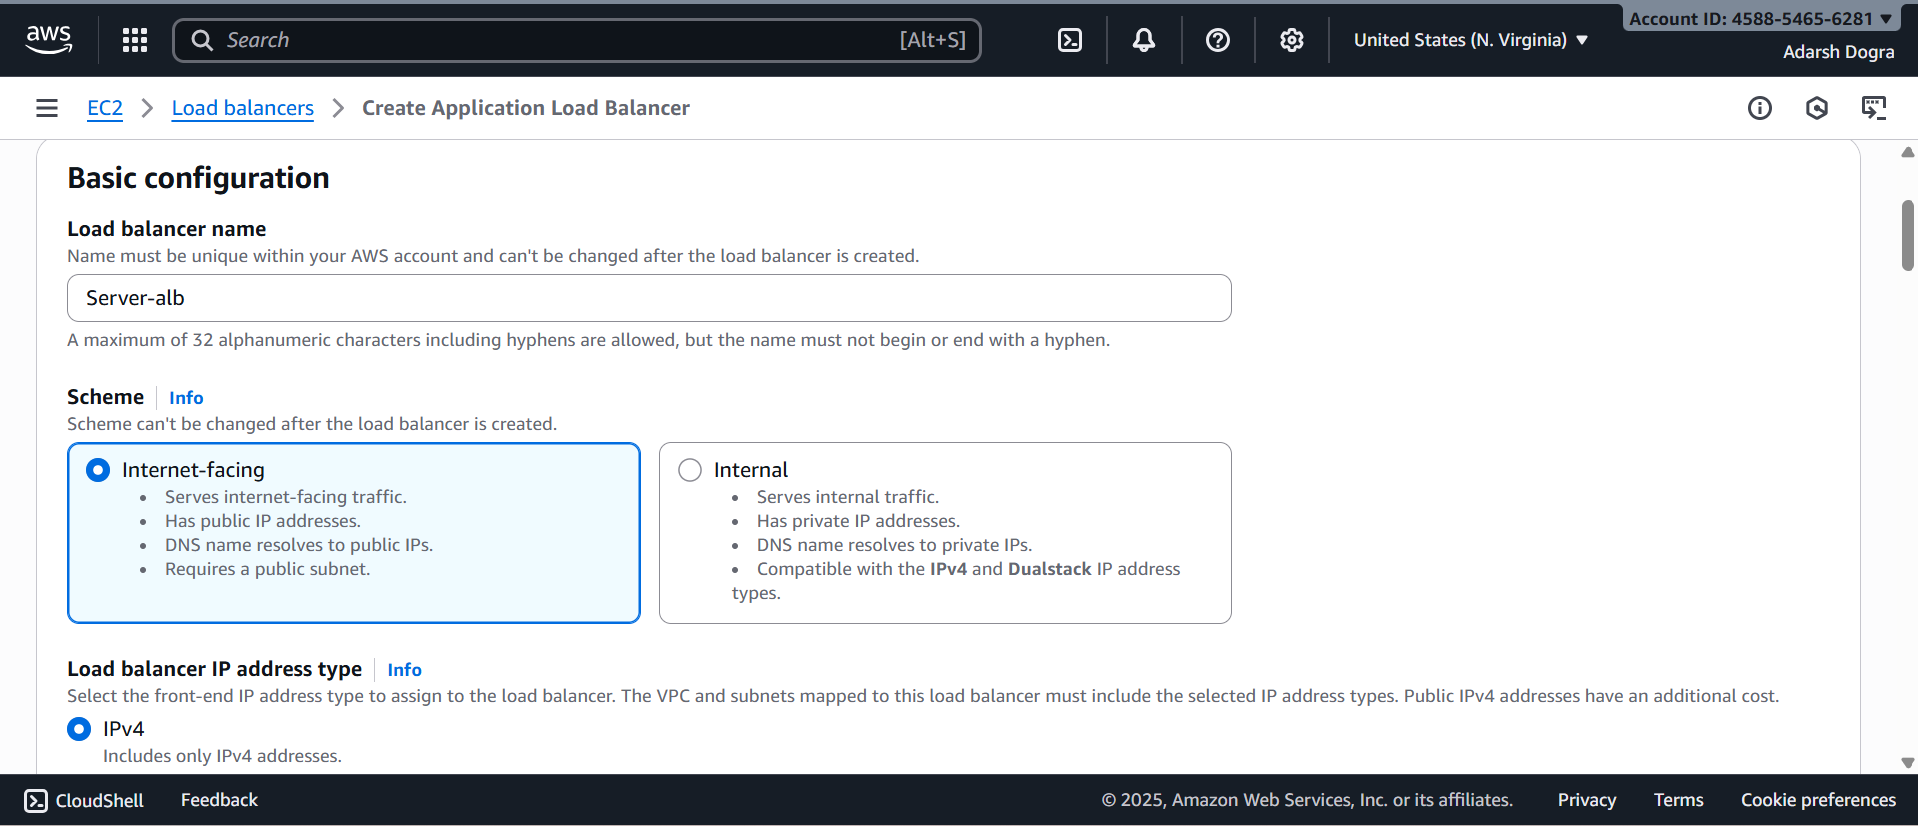 aws
Search [Alt+S]
United States (N. Virginia)
Account ID: 4588-5465-6281
Adarsh Dogra
EC2 Load balancers Create Application Load Balancer
Basic configuration
Load balancer name
Name must be unique within your AWS account and can't be changed after the load balancer is created.
Server-alb
A maximum of 32 alphanumeric characters including hyphens are allowed, but the name must not begin or end with a hyphen.
Scheme Info
Scheme can't be changed after the load balancer is created.
Internet-facing
• Serves internet-facing traffic.
• Has public IP addresses.
• DNS name resolves to public IPs.
• Requires a public subnet.
Internal
• Serves internal traffic.
• Has private IP addresses.
• DNS name resolves to private IPs.
• Compatible with the IPv4 and Dualstack IP address
types.
Load balancer IP address type Info
Select the front-end IP address type to assign to the load balancer. The VPC and subnets mapped to this load balancer must include the selected IP address types. Public IPv4 addresses have an additional cost.
IPv4
Includes only IPv4 addresses.
CloudShell Feedback © 2025, Amazon Web Services, Inc. or its affiliates. Privacy Terms Cookie preferences